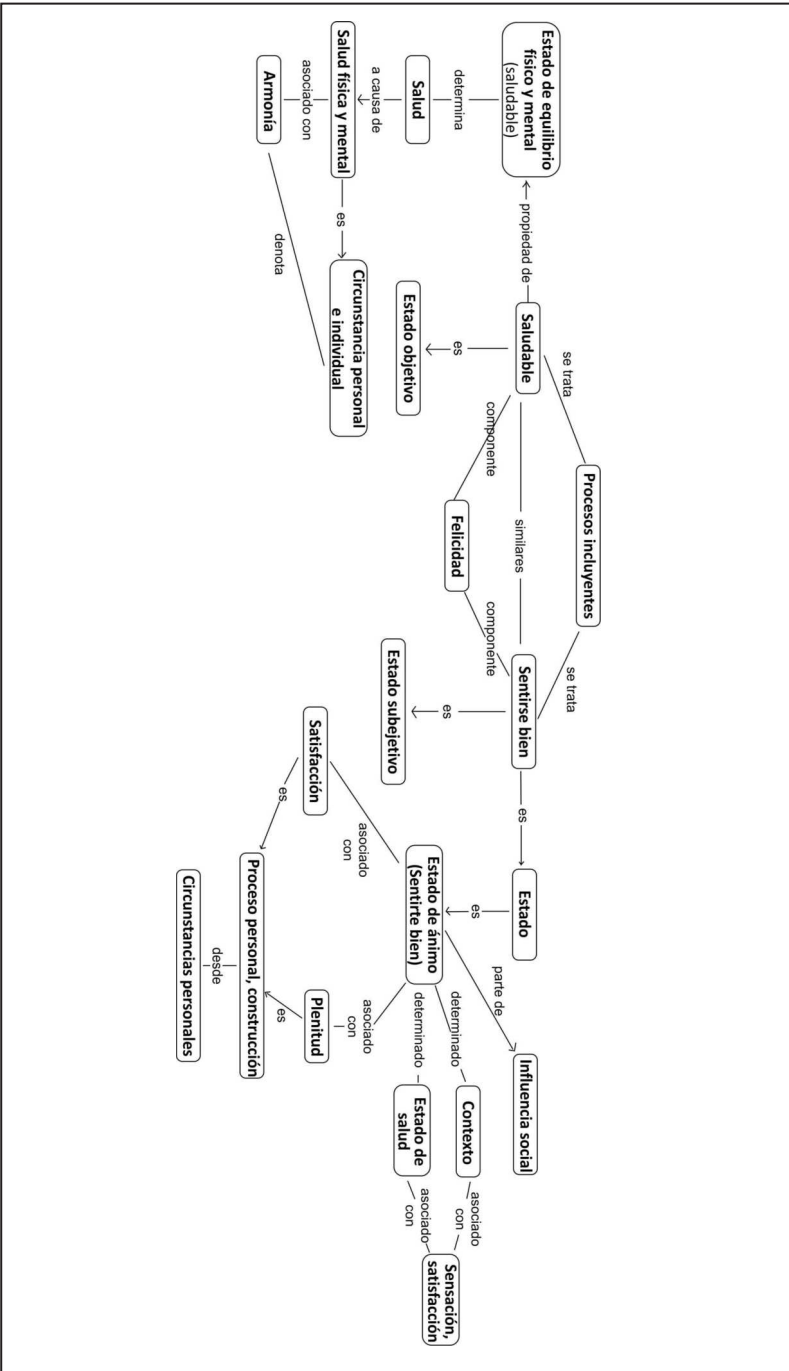 Procesos incluyentes
se trata
se trata
Saludable
similares
Sentirse bien
propiedad de
Estado de equilibrio
físico y mental
(saludable)
determina
Salud
a causa de
Salud física y mental
asociado con
Armonía
es
Circunstancia personal
e individual
denota
es
Estado objetivo
componente
Felicidad
componente
es
Estado subejetivo
es
Estado
es
Estado de ánimo
(Sentirte bien)
parte de
Influencia social
determinado
Contexto
asociado
con
determinado
Estado de
salud
asociado
con
Sensación,
satisfacción
asociado
con
Satisfacción
es
asociado
con
Plenitud
es
Proceso personal, construcción
desde
Circunstancias personales